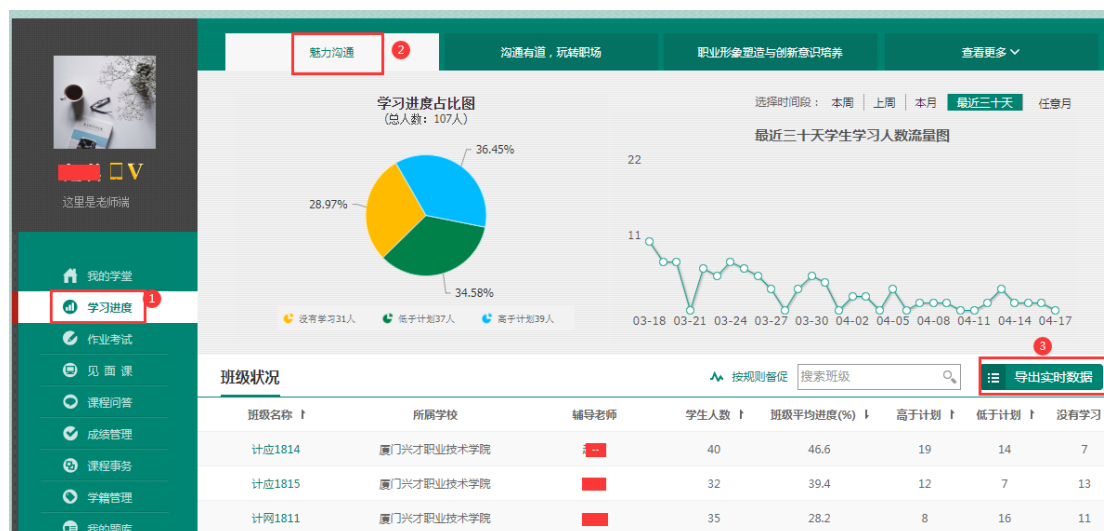 魅力沟通 2 沟通有道，玩转职场 职业形象塑造与创新意识培养 查看更多
V
这里是老师端
我的学堂
学习进度 1
作业考试
见面课
课程问答
成绩管理
课程事务
学籍管理
我的题库
学习进度占比图
(总人数：107人)
36.45%
28.97%
34.58%
没有学习31人 低于计划37人 高于计划39人
选择时间段： 本周 上周 本月 最近三十天 任意月
最近三十天学生学习人数流量图
22
11
03-18 03-21 03-24 03-27 03-30 04-02 04-05 04-08 04-11 04-14 04-17
3
班级状况 按规则督促 搜索班级 导出实时数据
班级名称 所属学校 辅导老师 学生人数 班级平均进度(%) 高于计划 低于计划 没有学习
计应1814 厦门兴才职业技术学院 40 46.6 19 14 7
计应1815 厦门兴才职业技术学院 32 39.4 12 7 13
计网1811 厦门兴才职业技术学院 35 28.2 8 16 11